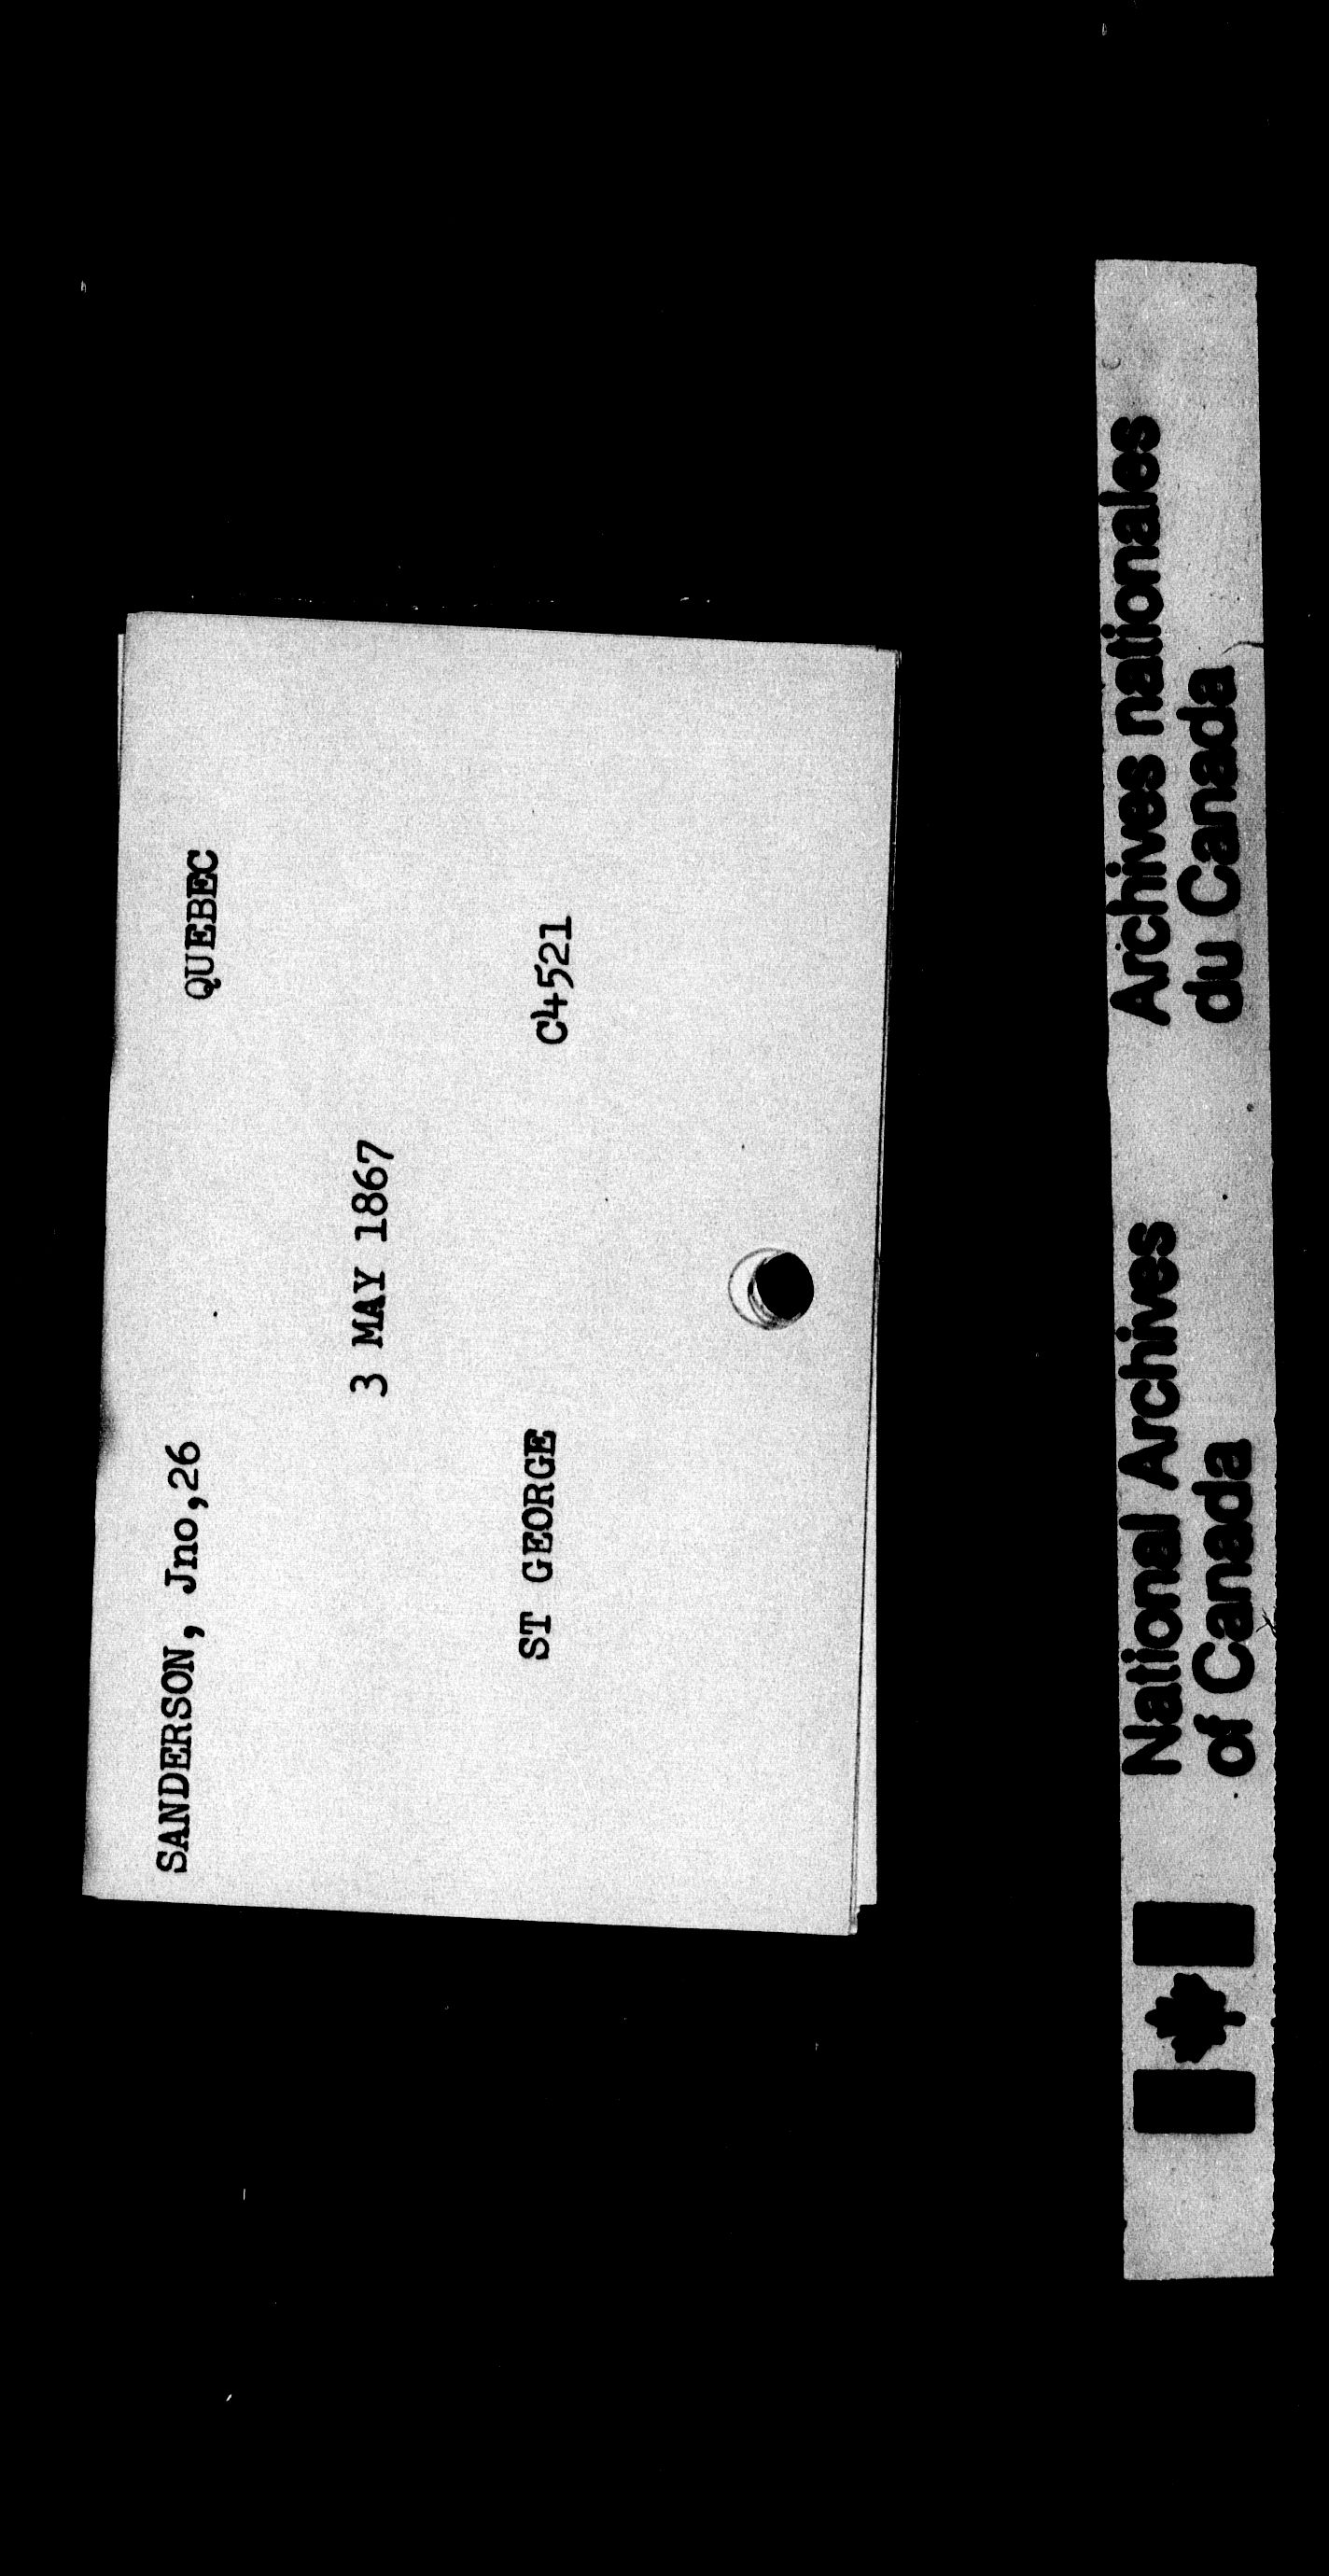 SANDERSON, Jno,26 QUEBEC
3 MAY 1867
ST GEORGE C4521
National Archives
of Canada
Archives nationales
du Canada